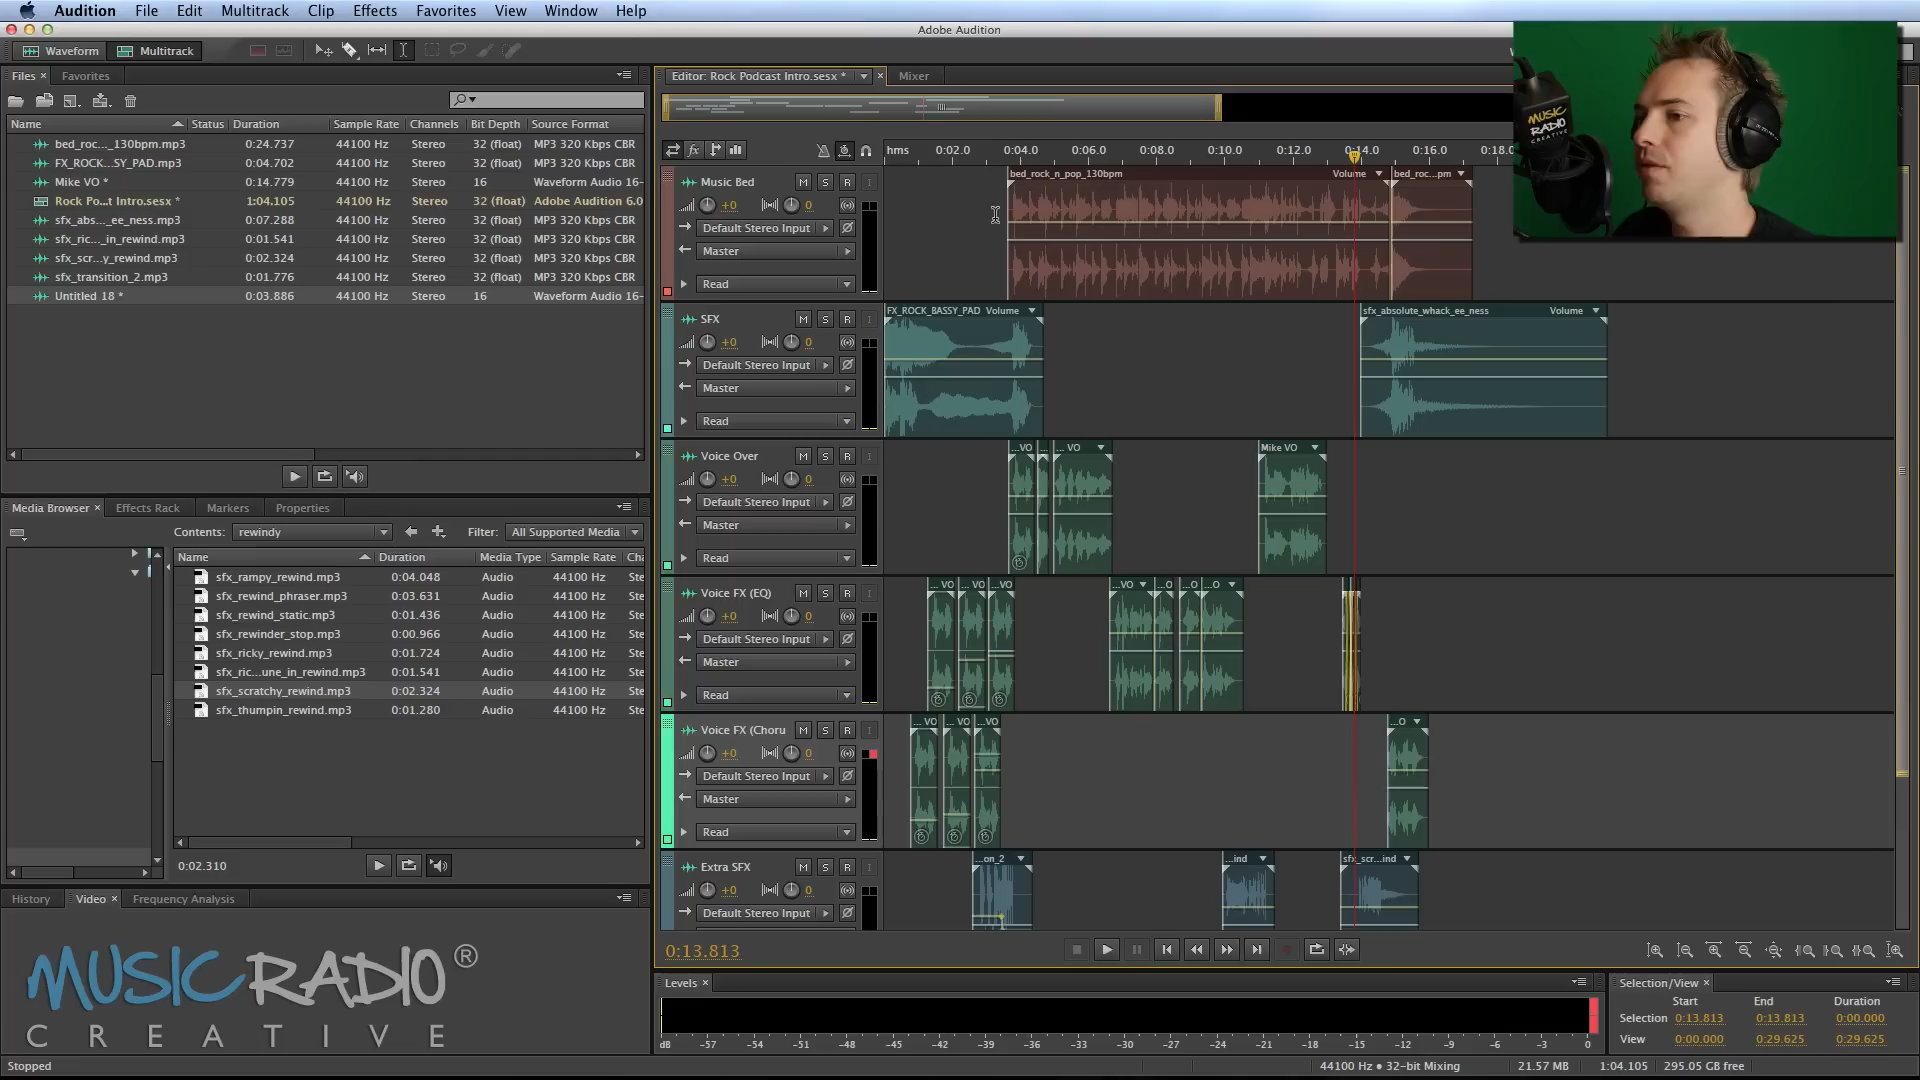 Audition File Edit Multitrack Clip Effects Favorites View Window Help
Adobe Audition
Waveform Multitrack
Files × Favorites
Editor: Rock Podcast Intro.sesx * × Mixer
Name Status Duration Sample Rate Channels Bit Depth Source Format
bed_roc..._130bpm.mp3 0:24.737 44100 Hz Stereo 32 (float) MP3 320 Kbps CBR
FX_ROCK...SY_PAD.mp3 0:04.702 44100 Hz Stereo 32 (float) MP3 320 Kbps CBR
Mike VO * 0:14.779 44100 Hz Stereo 16 Waveform Audio 16-
Rock Po...t Intro.sesx * 1:04.105 44100 Hz Stereo 32 (float) Adobe Audition 6.0
sfx_abs..._ee_ness.mp3 0:07.288 44100 Hz Stereo 32 (float) MP3 320 Kbps CBR
sfx_ric..._in_rewind.mp3 0:01.541 44100 Hz Stereo 32 (float) MP3 320 Kbps CBR
sfx_scr...y_rewind.mp3 0:02.324 44100 Hz Stereo 32 (float) MP3 320 Kbps CBR
sfx_transition_2.mp3 0:01.776 44100 Hz Stereo 32 (float) MP3 320 Kbps CBR
Untitled 18 * 0:03.886 44100 Hz Stereo 16 Waveform Audio 16-
Media Browser × Effects Rack Markers Properties
Contents: rewindy Filter: All Supported Media
Name Duration Media Type Sample Rate Cha
sfx_rampy_rewind.mp3 0:04.048 Audio 44100 Hz Ste
sfx_rewind_phraser.mp3 0:03.631 Audio 44100 Hz Ste
sfx_rewind_static.mp3 0:01.436 Audio 44100 Hz Ste
sfx_rewinder_stop.mp3 0:00.966 Audio 44100 Hz Ste
sfx_ricky_rewind.mp3 0:01.724 Audio 44100 Hz Ste
sfx_ric...une_in_rewind.mp3 0:01.541 Audio 44100 Hz Ste
sfx_scratchy_rewind.mp3 0:02.324 Audio 44100 Hz Ste
sfx_thumpin_rewind.mp3 0:01.280 Audio 44100 Hz Ste
0:02.310
History Video × Frequency Analysis
MUSICRADIO®
CREATIVE
Stopped
fx hms 0:02.0 0:04.0 0:06.0 0:08.0 0:10.0 0:12.0 0:14.0 0:16.0 0:18.0
Music Bed M S R I
+0 0
Default Stereo Input
Master
Read
bed_rock_n_pop_130bpm Volume bed_roc...pm
SFX M S R I
+0 0
Default Stereo Input
Master
Read
FX_ROCK_BASSY_PAD Volume sfx_absolute_whack_ee_ness Volume
Voice Over M S R I
+0 0
Default Stereo Input
Master
Read
...VO ... ... VO Mike VO
Voice FX (EQ) M S R I
+0 0
Default Stereo Input
Master
Read
... VO ... VO ...VO ...VO ...O ...O ...O
Voice FX (Choru M S R I
+0 0
Default Stereo Input
Master
Read
... VO ... VO ...VO ...O
Extra SFX M S R I
+0 0
Default Stereo Input
...on_2 ...ind sfx_scr...ind
0:13.813
Levels ×
dB -57 -54 -51 -48 -45 -42 -39 -36 -33 -30 -27 -24 -21 -18 -15 -12 -9 -6 -3 0
Selection/View ×
Start End Duration
Selection 0:13.813 0:13.813 0:00.000
View 0:00.000 0:29.625 0:29.625
44100 Hz • 32-bit Mixing 21.57 MB 1:04.105 295.05 GB free
MUSIC
RADIO
CREATIVE